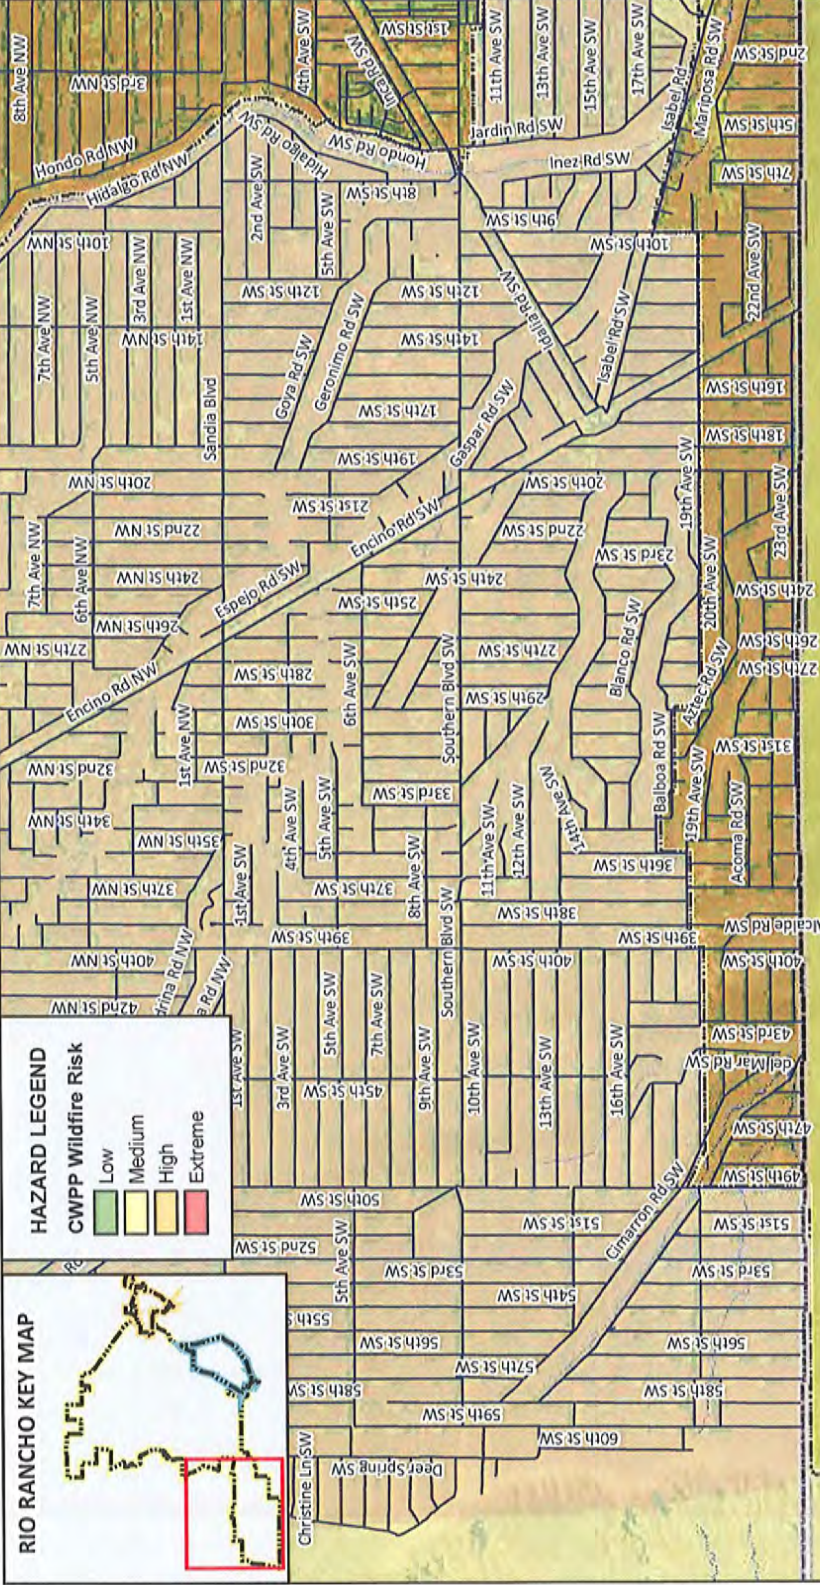 RIO RANCHO KEY MAP
HAZARD LEGEND
CWPP Wildfire Risk
Low
Medium
High
Extreme
8th Ave NW
3rd St NW
4th Ave SW
Inca Rd SW
1st St SW
11th Ave SW
13th Ave SW
15th Ave SW
17th Ave SW
Isabel Rd
Mariposa Rd SW
2nd St SW
5th St SW
7th St SW
Hondo Rd NW
Hidalgo Rd NW
Hidalgo Rd SW
Hondo Rd SW
Jardin Rd SW
Inez Rd SW
2nd Ave SW
5th Ave SW
8th St SW
9th St SW
10th St NW
10th St SW
3rd Ave NW
1st Ave NW
7th Ave NW
5th Ave NW
12th St SW
12th St SW
14th St NW
14th St SW
Goya Rd SW
Geronimo Rd SW
Idalia Rd SW
Isabel Rd SW
22nd Ave SW
Sandia Blvd
17th St SW
Gaspar Rd SW
16th St SW
18th St SW
19th St SW
20th St NW
20th St SW
19th Ave SW
21st St SW
Encino Rd SW
22nd St NW
22nd St SW
23rd St SW
23rd Ave SW
7th Ave NW
6th Ave NW
24th St NW
24th St SW
24th St SW
20th Ave SW
Espejo Rd SW
25th St SW
26th St NW
26th St SW
27th St NW
27th St SW
27th St SW
Blanco Rd SW
Aztec Rd SW
Encino Rd NW
28th St SW
6th Ave SW
Southern Blvd SW
29th St SW
30th St SW
31st St SW
1st Ave NW
32nd St NW
32nd St SW
33rd St SW
Balboa Rd SW
19th Ave SW
34th St NW
4th Ave SW
5th Ave SW
11th Ave SW
12th Ave SW
14th Ave SW
Acoma Rd SW
35th St NW
36th St SW
37th St NW
37th St SW
1st Ave SW
8th Ave SW
38th St SW
39th St SW
39th St SW
Southern Blvd SW
40th St NW
40th St SW
40th St SW
42nd St NW
1st Ave SW
3rd Ave SW
5th Ave SW
7th Ave SW
9th Ave SW
10th Ave SW
13th Ave SW
16th Ave SW
43rd St SW
del Mar Rd SW
45th St SW
47th St SW
49th St SW
50th St SW
51st St SW
51st St SW
Cimarron Rd SW
52nd St SW
5th Ave SW
53rd St SW
53rd St SW
54th St SW
56th St SW
56th St SW
57th St SW
58th St SW
58th St SW
59th St SW
60th St SW
Christine Ln SW
Deer Spring SW